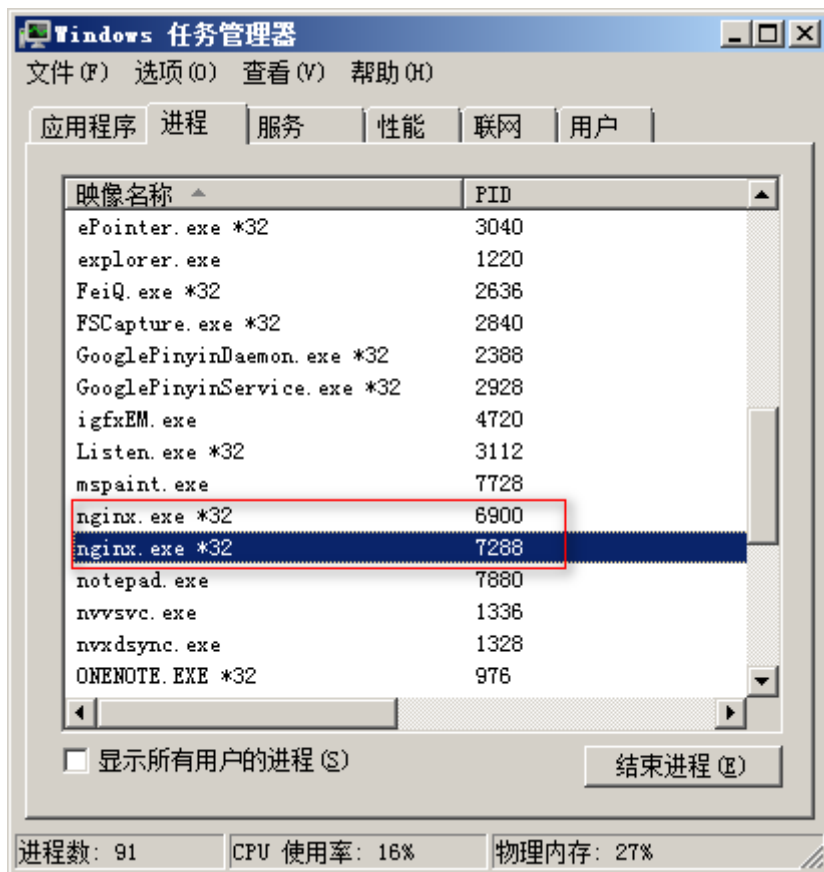 Windows 任务管理器
文件(F) 选项(O) 查看(V) 帮助(H)
应用程序 进程 服务 性能 联网 用户
映像名称 PID
ePointer.exe *32 3040
explorer.exe 1220
FeiQ.exe *32 2636
FSCapture.exe *32 2840
GooglePinyinDaemon.exe *32 2388
GooglePinyinService.exe *32 2928
igfxEM.exe 4720
Listen.exe *32 3112
mspaint.exe 7728
nginx.exe *32 6900
nginx.exe *32 7288
notepad.exe 7880
nvvsvc.exe 1336
nvxdsync.exe 1328
ONENOTE.EXE *32 976
显示所有用户的进程(S) 结束进程(E)
进程数: 91 CPU 使用率: 16% 物理内存: 27%